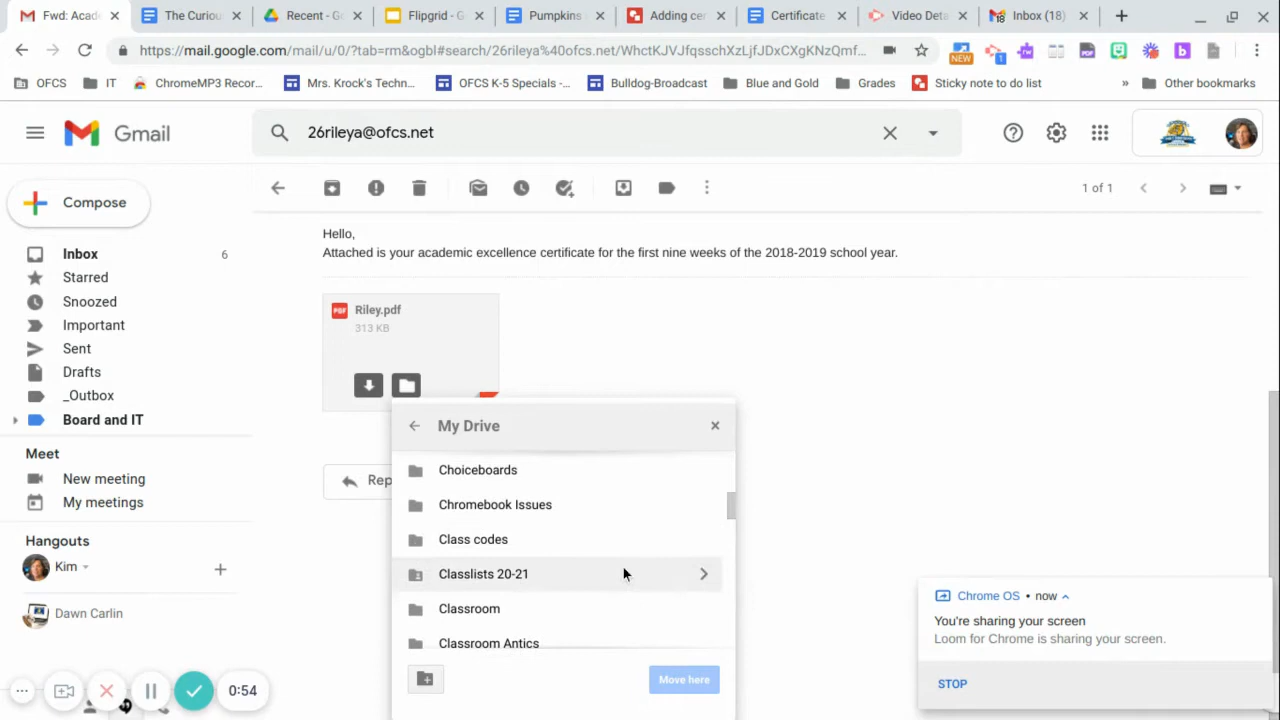 Fwd: Acad
The Curiou
Recent - Go
Flipgrid - G
Pumpkins
Adding cer
Certificate
Video Deta
Inbox (18)
https://mail.google.com/mail/u/0/?tab=rm&ogbl#search/26rileya%40ofcs.net/WhctKJVJfqsschXzLjfJDxCXgKNzQmf...
NEW
1
rw
PDF
b
OFCS
IT
ChromeMP3 Recor...
Mrs. Krock's Techn...
OFCS K-5 Specials -...
Bulldog-Broadcast
Blue and Gold
Grades
Sticky note to do list
»
Other bookmarks
Gmail
26rileya@ofcs.net
Compose
1 of 1
Inbox 6
Starred
Snoozed
Important
Sent
Drafts
_Outbox
Board and IT
Meet
New meeting
My meetings
Hangouts
Kim
Dawn Carlin
Hello,
Attached is your academic excellence certificate for the first nine weeks of the 2018-2019 school year.
PDF Riley.pdf
313 KB
Rep
My Drive
Choiceboards
Chromebook Issues
Class codes
Classlists 20-21
Classroom
Classroom Antics
Move here
Chrome OS • now
You're sharing your screen
Loom for Chrome is sharing your screen.
STOP
0:54